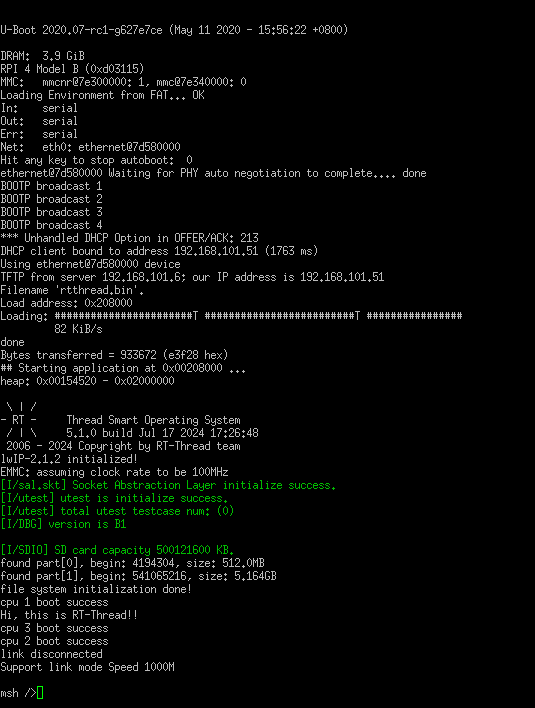 U-Boot 2020.07-rc1-g627e7ce (May 11 2020 - 15:56:22 +0800)
DRAM:  3.9 GiB
RPI 4 Model B (0xd03115)
MMC:   mmcnr@7e300000: 1, mmc@7e340000: 0
Loading Environment from FAT... OK
In:    serial
Out:   serial
Err:   serial
Net:   eth0: ethernet@7d580000
Hit any key to stop autoboot:  0
ethernet@7d580000 Waiting for PHY auto negotiation to complete.... done
BOOTP broadcast 1
BOOTP broadcast 2
BOOTP broadcast 3
BOOTP broadcast 4
*** Unhandled DHCP Option in OFFER/ACK: 213
DHCP client bound to address 192.168.101.51 (1763 ms)
Using ethernet@7d580000 device
TFTP from server 192.168.101.6; our IP address is 192.168.101.51
Filename 'rtthread.bin'.
Load address: 0x208000
Loading: #######################T #########################T ################
         82 KiB/s
done
Bytes transferred = 933672 (e3f28 hex)
## Starting application at 0x00208000 ...
heap: 0x00154520 - 0x02000000
 \ | /
- RT -     Thread Smart Operating System
 / | \     5.1.0 build Jul 17 2024 17:26:48
 2006 - 2024 Copyright by RT-Thread team
lwIP-2.1.2 initialized!
EMMC: assuming clock rate to be 100MHz
[I/sal.skt] Socket Abstraction Layer initialize success.
[I/utest] utest is initialize success.
[I/utest] total utest testcase num: (0)
[I/DBG] version is B1
[I/SDIO] SD card capacity 500121600 KB.
found part[0], begin: 4194304, size: 512.0MB
found part[1], begin: 541065216, size: 5.164GB
file system initialization done!
cpu 1 boot success
Hi, this is RT-Thread!!
cpu 3 boot success
cpu 2 boot success
link disconnected
Support link mode Speed 1000M
msh />